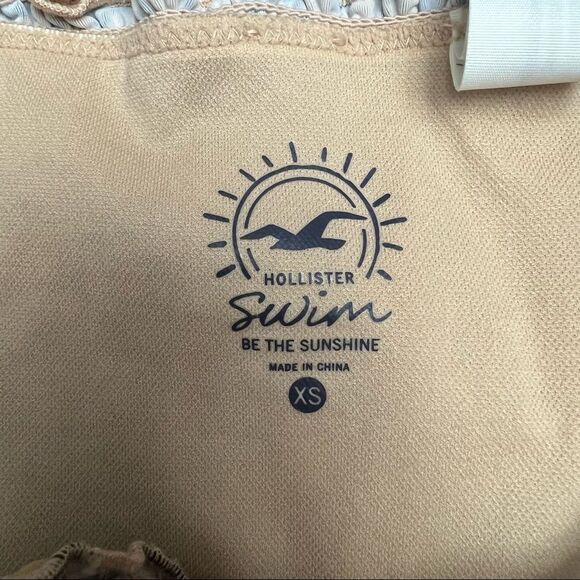 HOLLISTER
Swim
BE THE SUNSHINE
MADE IN CHINA
XS